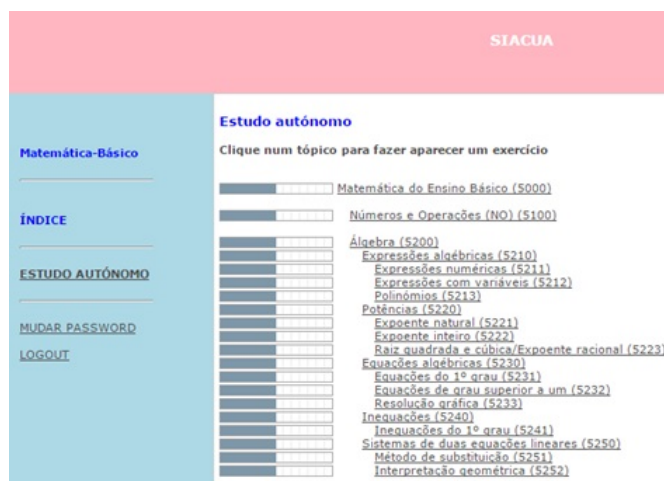 SIACUA
Matemática-Básico
ÍNDICE
ESTUDO AUTÓNOMO
MUDAR PASSWORD
LOGOUT
Estudo autónomo
Clique num tópico para fazer aparecer um exercício
Matemática do Ensino Básico (5000)
Números e Operações (NO) (5100)
Álgebra (5200)
Expressões algébricas (5210)
Expressões numéricas (5211)
Expressões com variáveis (5212)
Polinómios (5213)
Potências (5220)
Expoente natural (5221)
Expoente inteiro (5222)
Raiz quadrada e cúbica/Expoente racional (5223)
Equações algébricas (5230)
Equações do 1º grau (5231)
Equações de grau superior a um (5232)
Resolução gráfica (5233)
Inequações (5240)
Inequações do 1º grau (5241)
Sistemas de duas equações lineares (5250)
Método de substituição (5251)
Interpretação geométrica (5252)